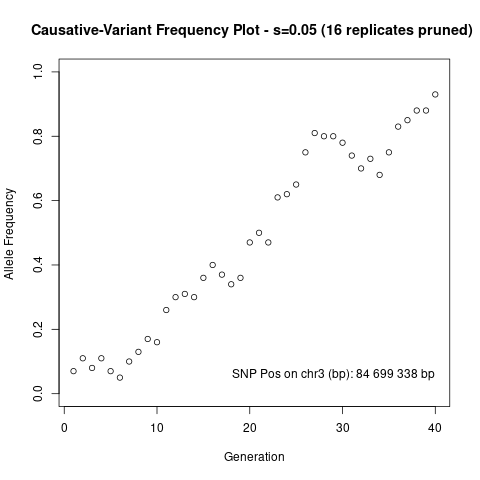 Causative-Variant Frequency Plot - s=0.05 (16 replicates pruned)
1.0
0.8
0.6
0.4
0.2
0.0
Allele Frequency
SNP Pos on chr3 (bp): 84 699 338 bp
0 10 20 30 40
Generation